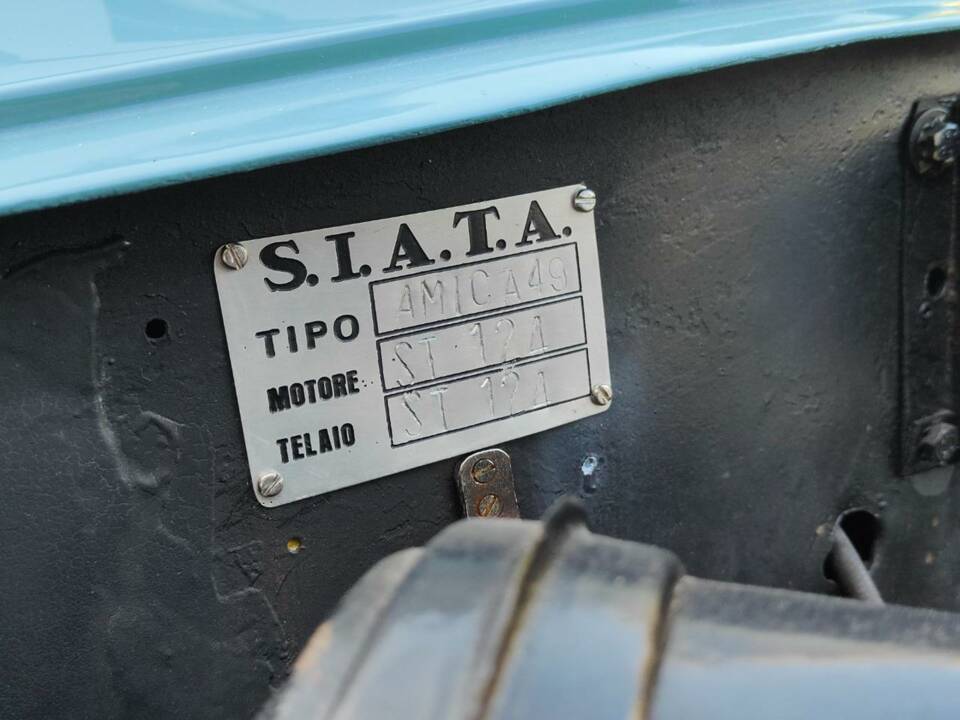 S.I.A.T.A.
TIPO AMICA49
MOTORE ST 124
TELAIO ST 124